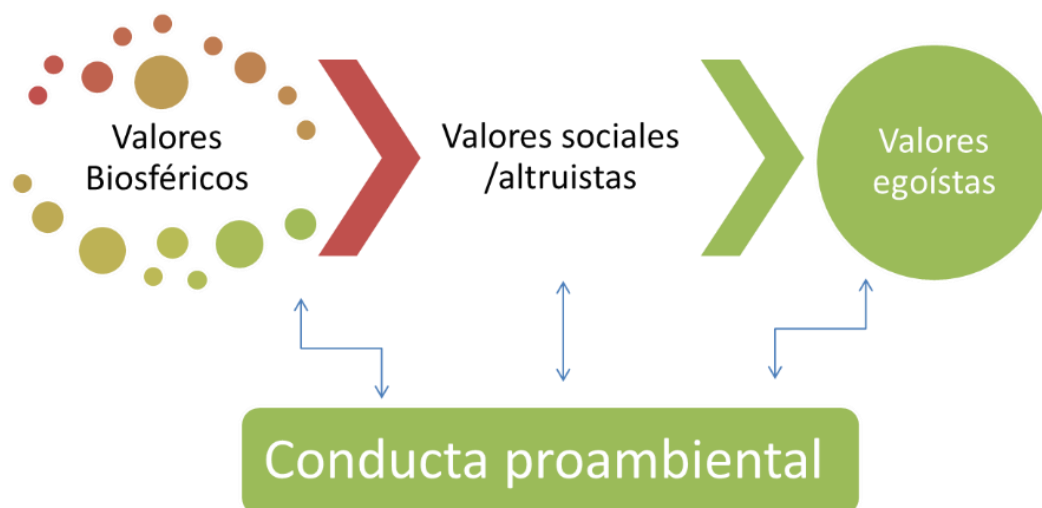 Valores
Biosféricos
Valores sociales
/altruistas
Valores
egoístas
Conducta proambiental